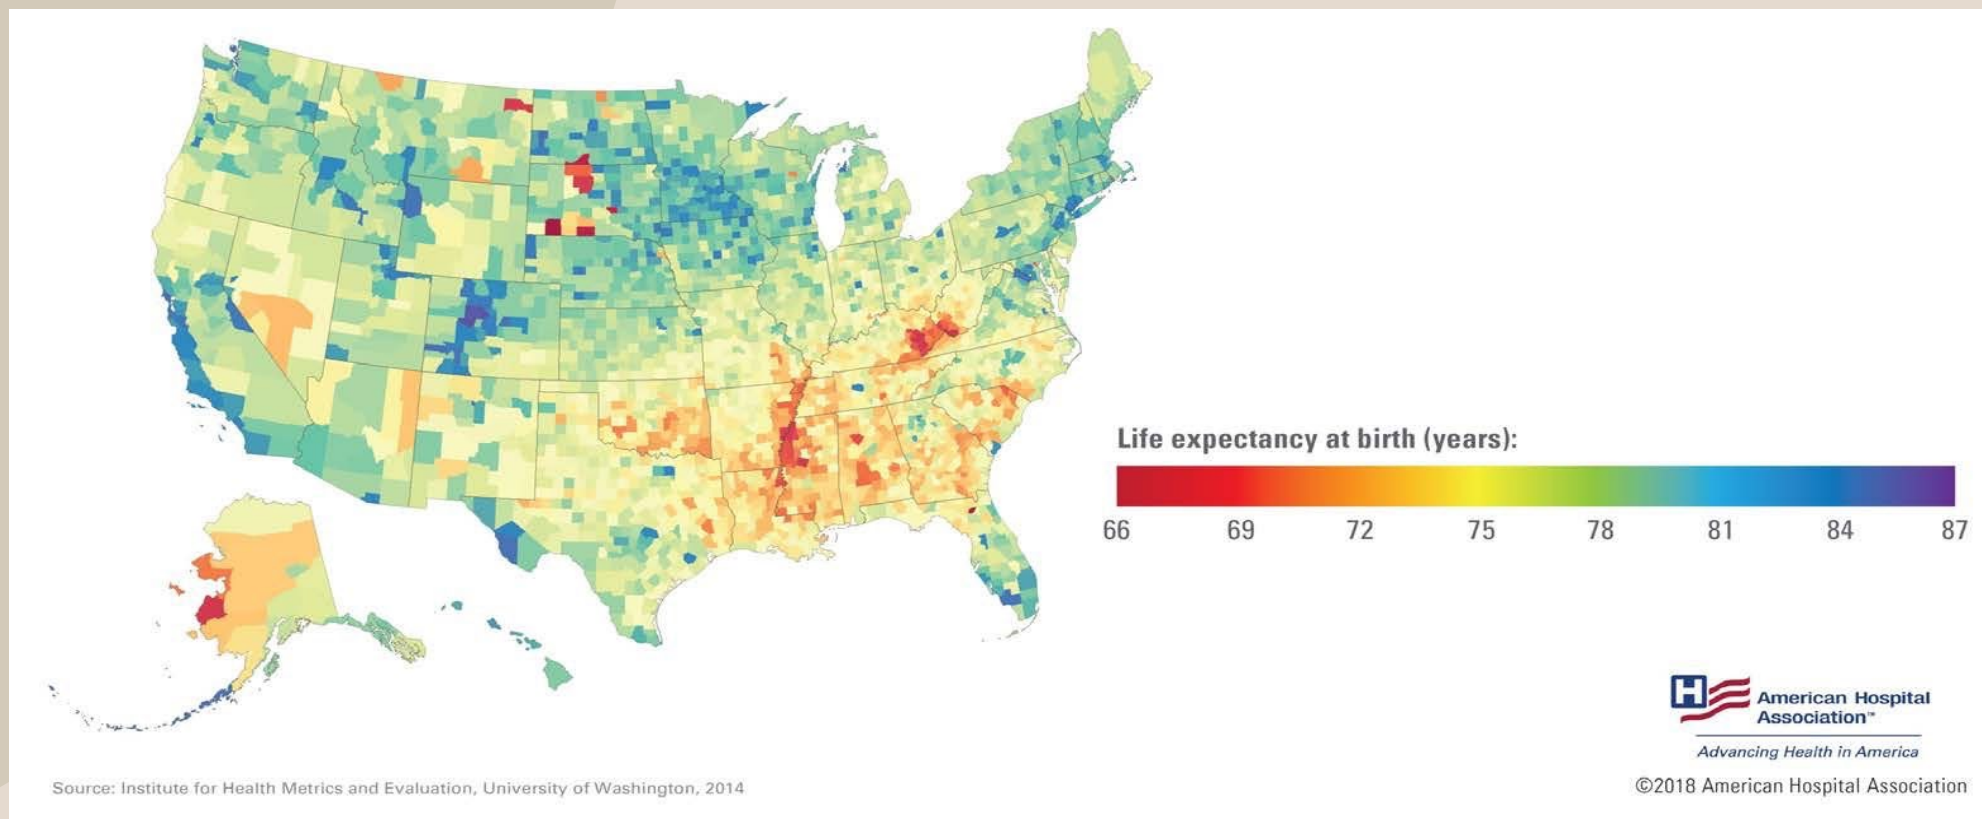 Life expectancy at birth (years):
66 69 72 75 78 81 84 87
H
American Hospital
Association™
Advancing Health in America
Source: Institute for Health Metrics and Evaluation, University of Washington, 2014
©2018 American Hospital Association